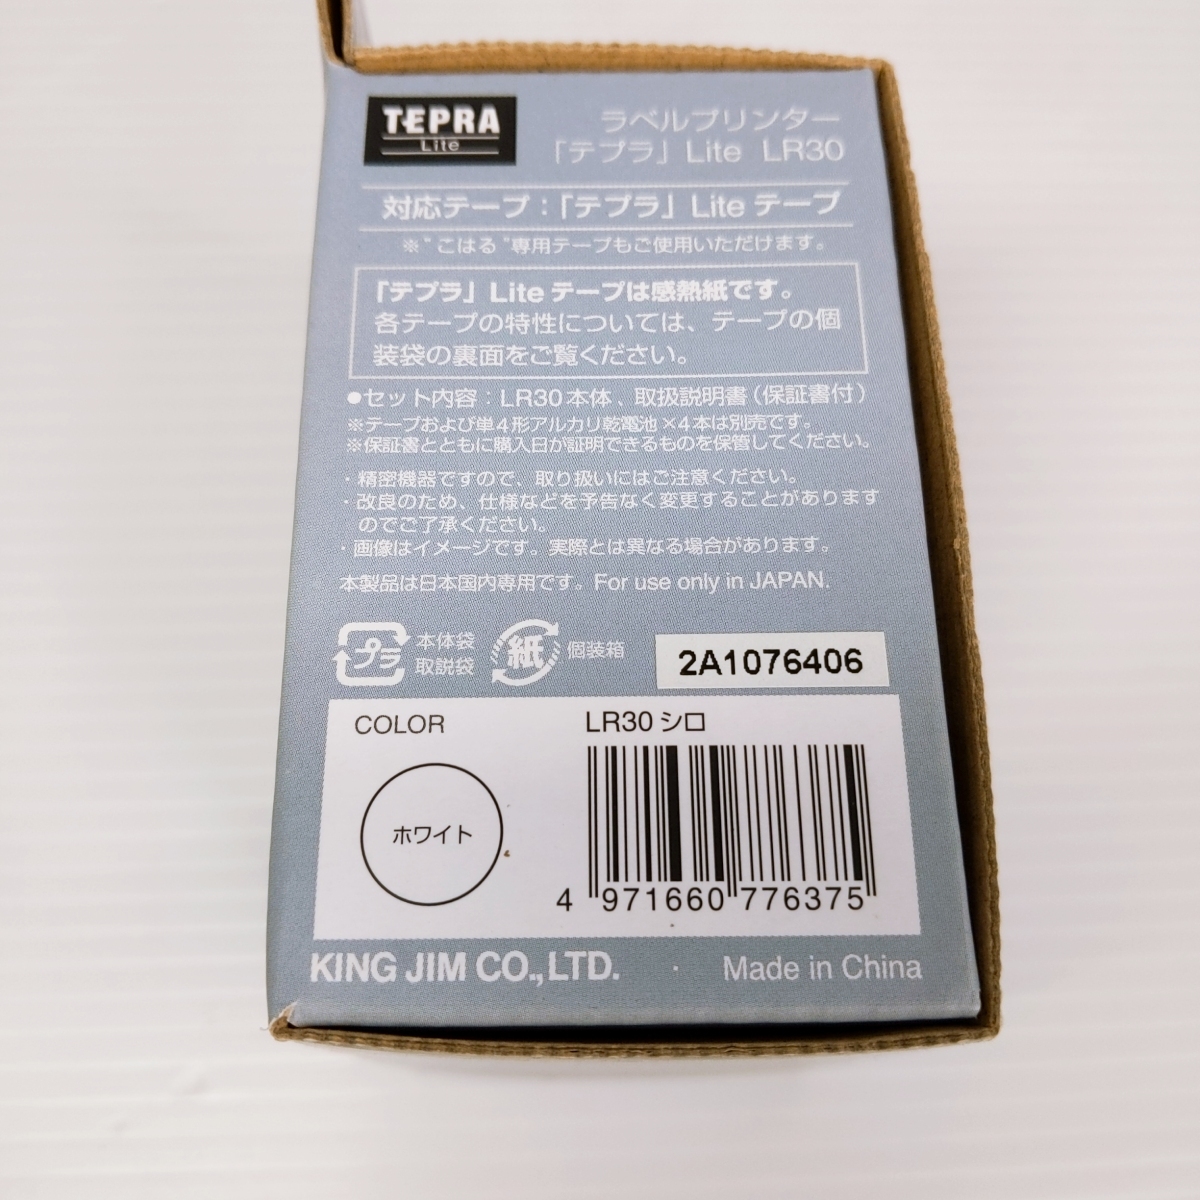 TEPRA
Lite
ラベルプリンター
「テプラ」Lite LR30
対応テープ：「テプラ」Lite テープ
※"こはる"専用テープもご使用いただけます。
「テプラ」Lite テープは感熱紙です。
各テープの特性については、テープの個
装袋の裏面をご覧ください。
●セット内容：LR30本体、取扱説明書（保証書付）
※テープおよび単4形アルカリ乾電池×4本は別売です。
※保証書とともに購入日が証明できるものを保管してください。
・精密機器ですので、取り扱いにはご注意ください。
・改良のため、仕様などを予告なく変更することがあります
のでご了承ください。
・画像はイメージです。実際とは異なる場合があります。
本製品は日本国内専用です。For use only in JAPAN.
プラ
本体袋
取説袋
紙
個装箱
2A1076406
COLOR
ホワイト
LR30シロ
4 971660 776375
KING JIM CO.,LTD.
Made in China